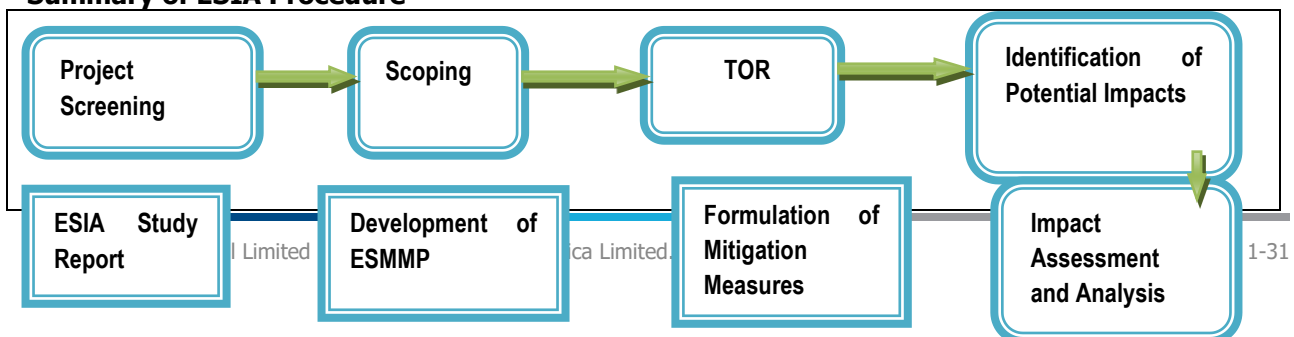 Summary of ESIA Procedure
Project
Screening
Scoping
TOR
Identification of
Potential Impacts
ESIA Study
Report
Development of
ESMMP
Formulation of
Mitigation
Measures
Impact
Assessment
and Analysis
l Limited
ica Limited.
1-31